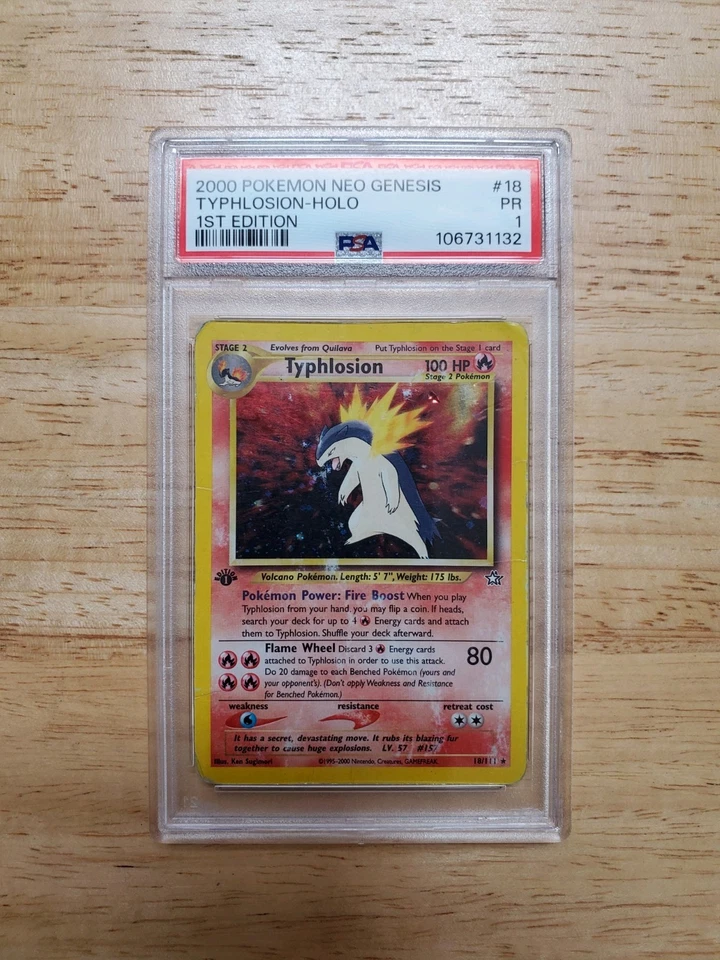 2000 POKEMON NEO GENESIS #18
TYPHLOSION-HOLO PR
1ST EDITION 1
PSA 106731132
STAGE 2 Evolves from Quilava Put Typhlosion on the Stage 1 card
Typhlosion 100 HP
Stage 2 Pokémon
EDITION
1
Volcano Pokémon. Length: 5' 7", Weight: 175 lbs.
Pokémon Power: Fire Boost When you play
Typhlosion from your hand, you may flip a coin. If heads,
search your deck for up to 4 Energy cards and attach
them to Typhlosion. Shuffle your deck afterward.
Flame Wheel Discard 3 Energy cards
attached to Typhlosion in order to use this attack. 80
Do 20 damage to each Benched Pokémon (yours and
your opponent's). (Don't apply Weakness and Resistance
for Benched Pokémon.)
weakness resistance retreat cost
It has a secret, devastating move. It rubs its blazing fur
together to cause huge explosions. LV. 57 #157
Illus. Ken Sugimori ©1995-2000 Nintendo, Creatures, GAMEFREAK. 18/111 ★